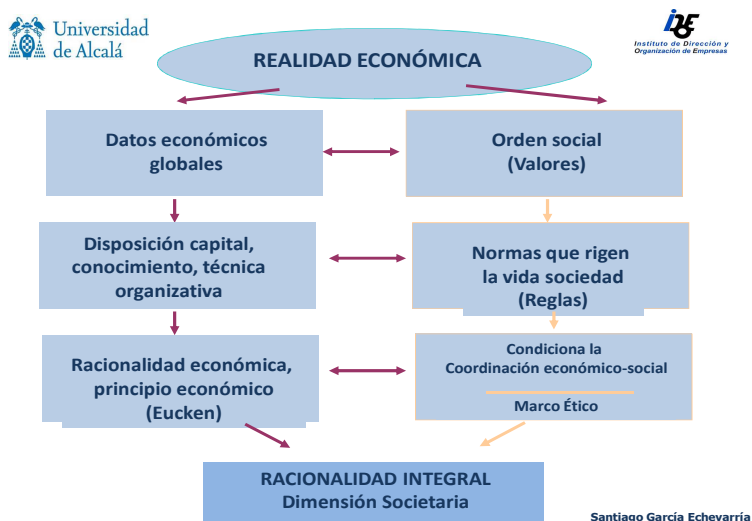 Universidad
de Alcalá
Instituto de Dirección y
Organización de Empresas
REALIDAD ECONÓMICA
Datos económicos
globales
Orden social
(Valores)
Disposición capital,
conocimiento, técnica
organizativa
Normas que rigen
la vida sociedad
(Reglas)
Racionalidad económica,
principio económico
(Eucken)
Condiciona la
Coordinación económico-social
Marco Ético
RACIONALIDAD INTEGRAL
Dimensión Societaria
Santiago García Echevarría